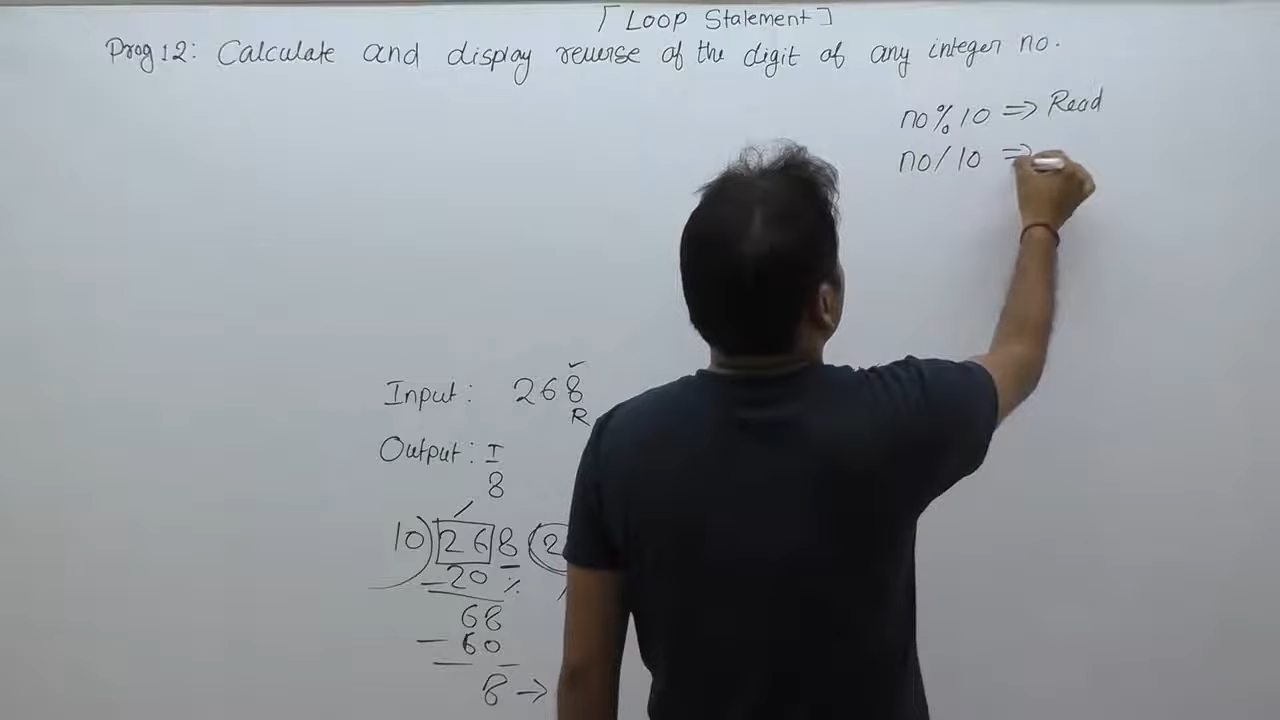 [Loop Statement]
Prog 12: Calculate and display reverse of the digit of any integer no.
no%10 => Read
no/10 =>
Input: 268
R
Output: I
8
10) 268 (2
- 20 %
68
- 60
8 →